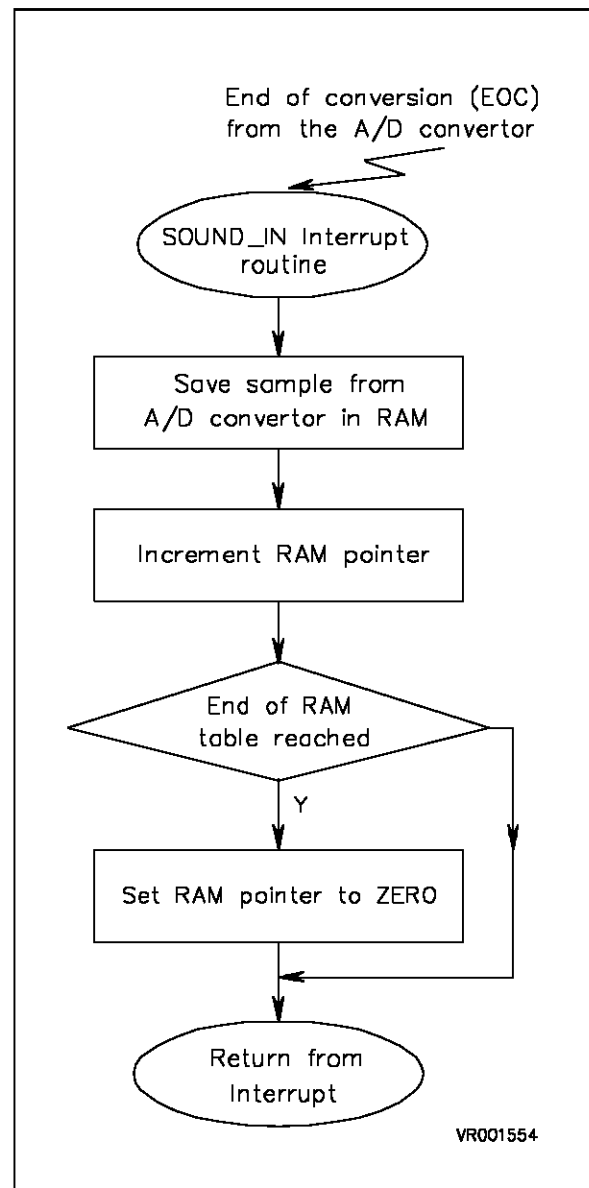 End of conversion (EOC)
from the A/D convertor
SOUND_IN Interrupt
routine
Save sample from
A/D convertor in RAM
Increment RAM pointer
End of RAM
table reached
Y
Set RAM pointer to ZERO
Return from
Interrupt
VR001554